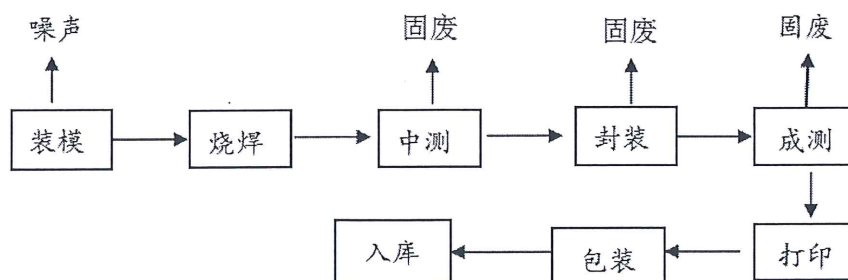 噪声 固废 固废 固废
装模 烧焊 中测 封装 成测
入库 包装 打印